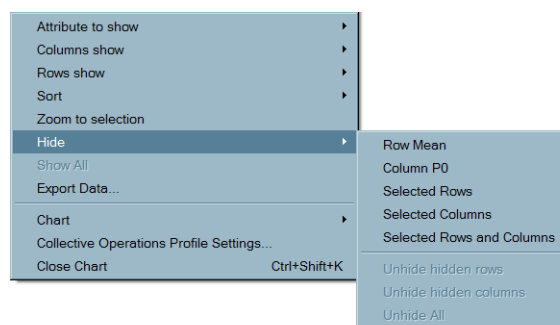 Attribute to show
Columns show
Rows show
Sort
Zoom to selection
Hide
Show All
Export Data...
Chart
Collective Operations Profile Settings...
Close Chart Ctrl+Shift+K
Row Mean
Column P0
Selected Rows
Selected Columns
Selected Rows and Columns
Unhide hidden rows
Unhide hidden columns
Unhide All